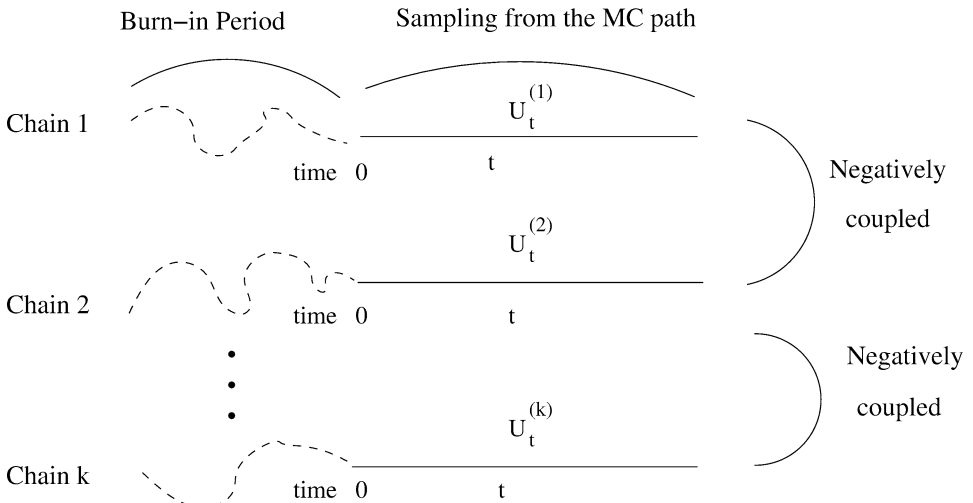 Burn−in Period
Sampling from the MC path
Chain 1
U_t^(1)
time 0
t
Negatively
coupled
Chain 2
U_t^(2)
time 0
t
Negatively
coupled
Chain k
U_t^(k)
time 0
t